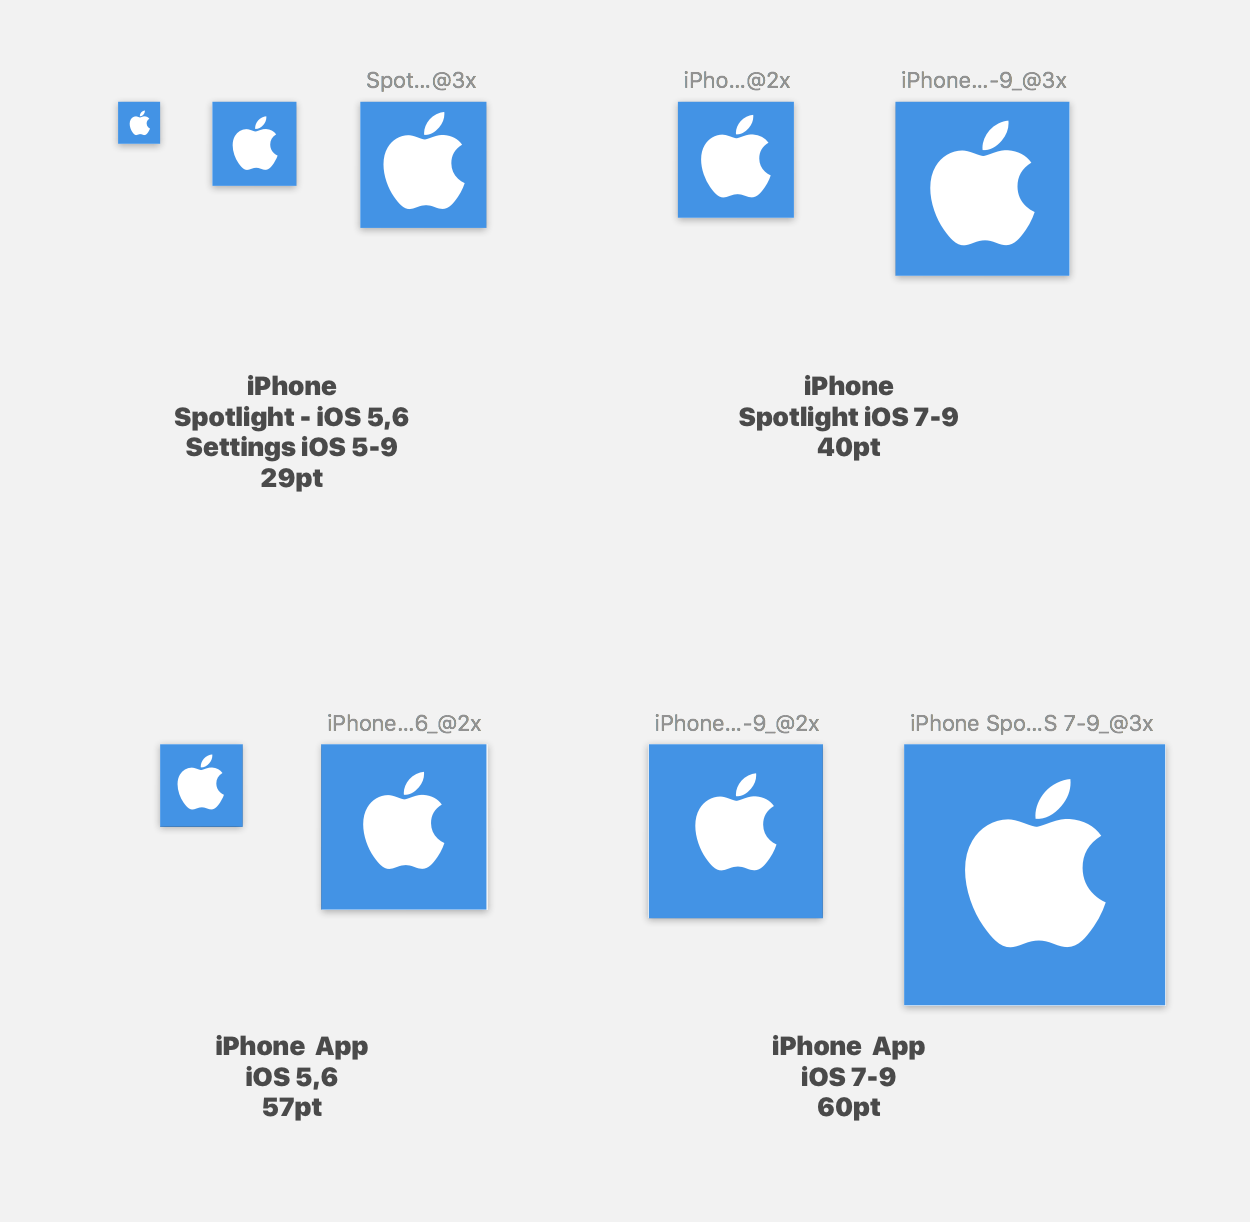 Spot...@3x
iPho...@2x
iPhone...-9_@3x
iPhone
Spotlight - iOS 5,6
Settings iOS 5-9
29pt
iPhone
Spotlight iOS 7-9
40pt
iPhone...6_@2x
iPhone...-9_@2x
iPhone Spo...S 7-9_@3x
iPhone App
iOS 5,6
57pt
iPhone App
iOS 7-9
60pt